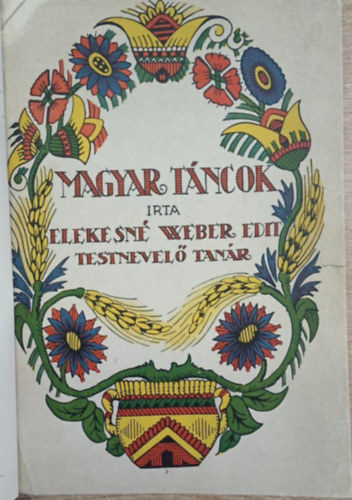 MAGYAR TÁNCOK
IRTA
ELEKESNÉ WEBER EDIT
TESTNEVELŐ TANÁR